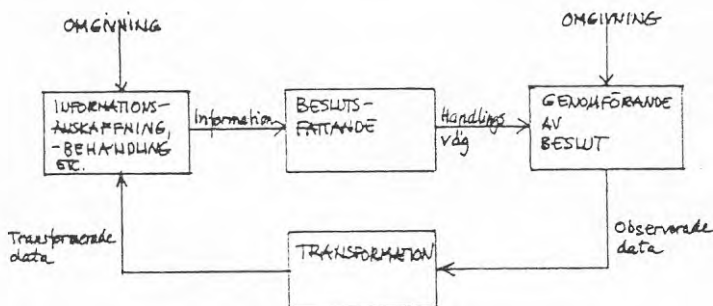 OMGIVNING
OMGIVNING
INFORMATIONS-
ANSKAFFNING,
-BEHANDLING
ETC.
Information
BESLUTS-
FATTANDE
Handlings
väg
GENOMFÖRANDE
AV
BESLUT
Transformerade
data
TRANSFORMATION
Observerade
data